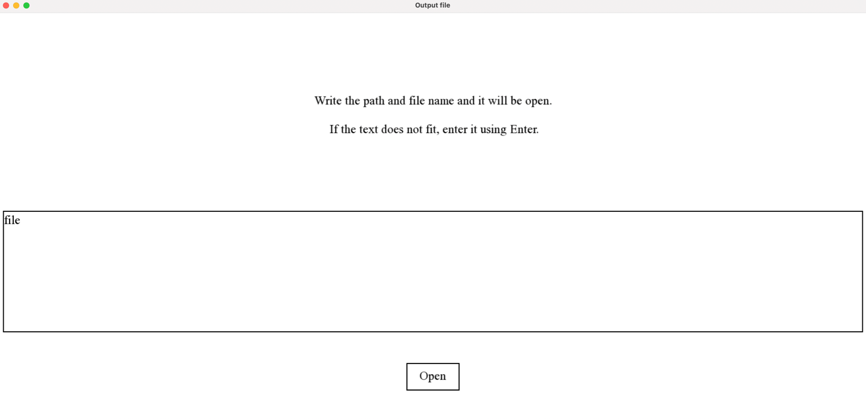 Output file
Write the path and file name and it will be open.
If the text does not fit, enter it using Enter.
file
Open